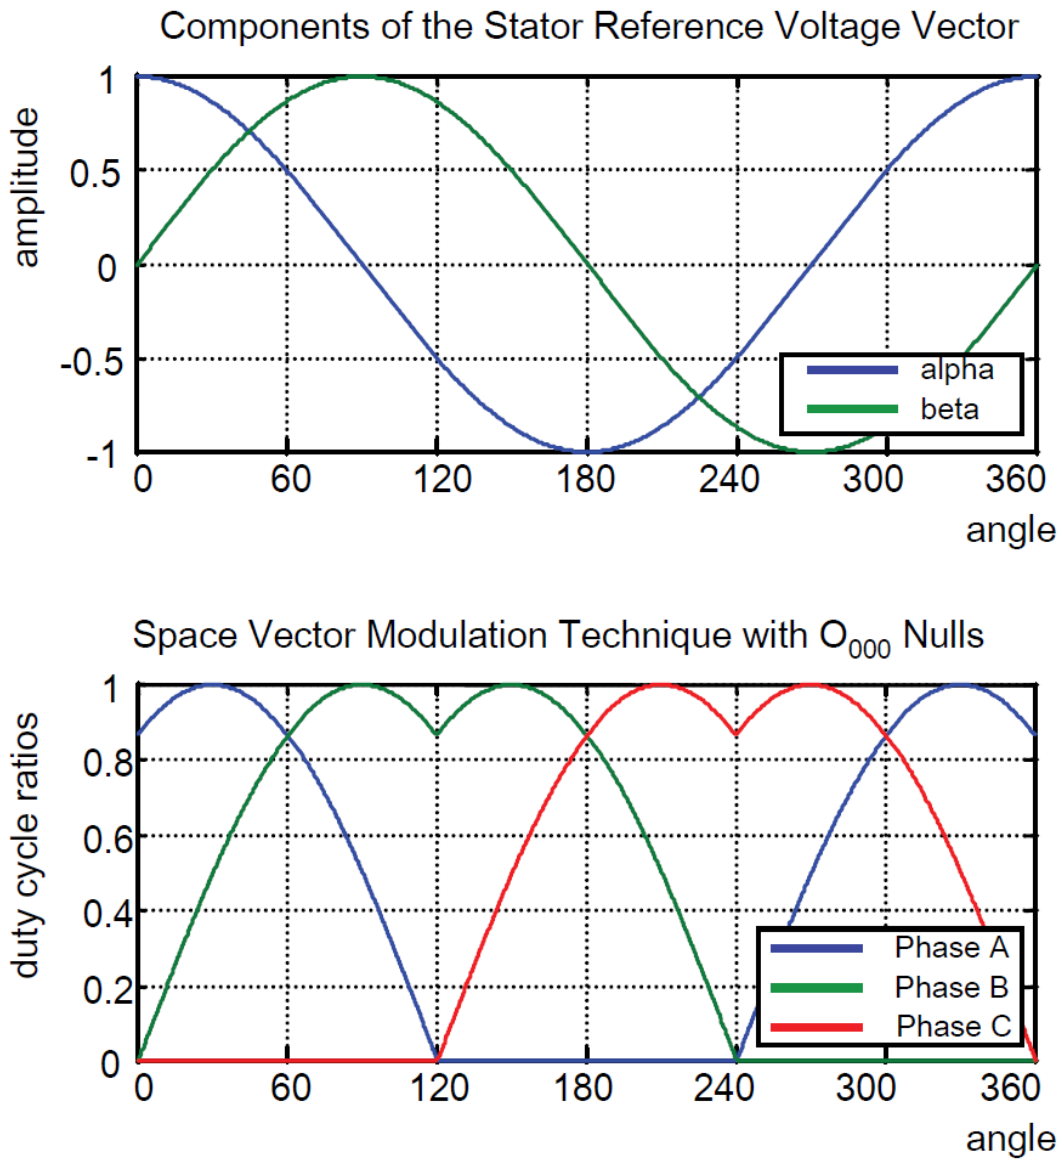 Components of the Stator Reference Voltage Vector
amplitude
1
0.5
0
-0.5
-1
alpha
beta
0 60 120 180 240 300 360
angle
Space Vector Modulation Technique with O000 Nulls
duty cycle ratios
1
0.8
0.6
0.4
0.2
0
Phase A
Phase B
Phase C
0 60 120 180 240 300 360
angle